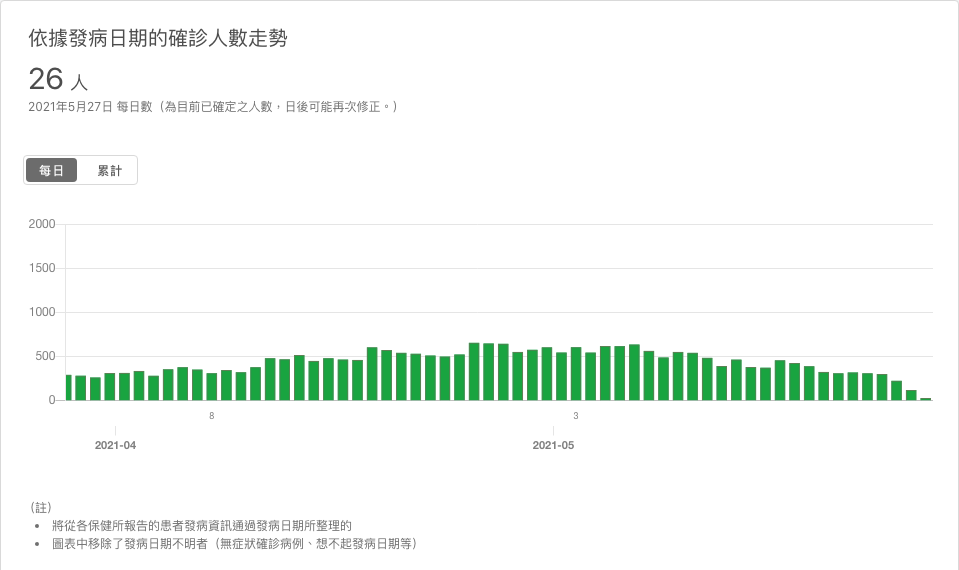 依據發病日期的確診人數走勢
26 人
2021年5月27日 每日數（為目前已確定之人數，日後可能再次修正。）
每日 累計
2000
1500
1000
500
0
8 3
2021-04 2021-05
（註）
• 將從各保健所報告的患者發病資訊通過發病日期所整理的
• 圖表中移除了發病日期不明者（無症狀確診病例、想不起發病日期等）